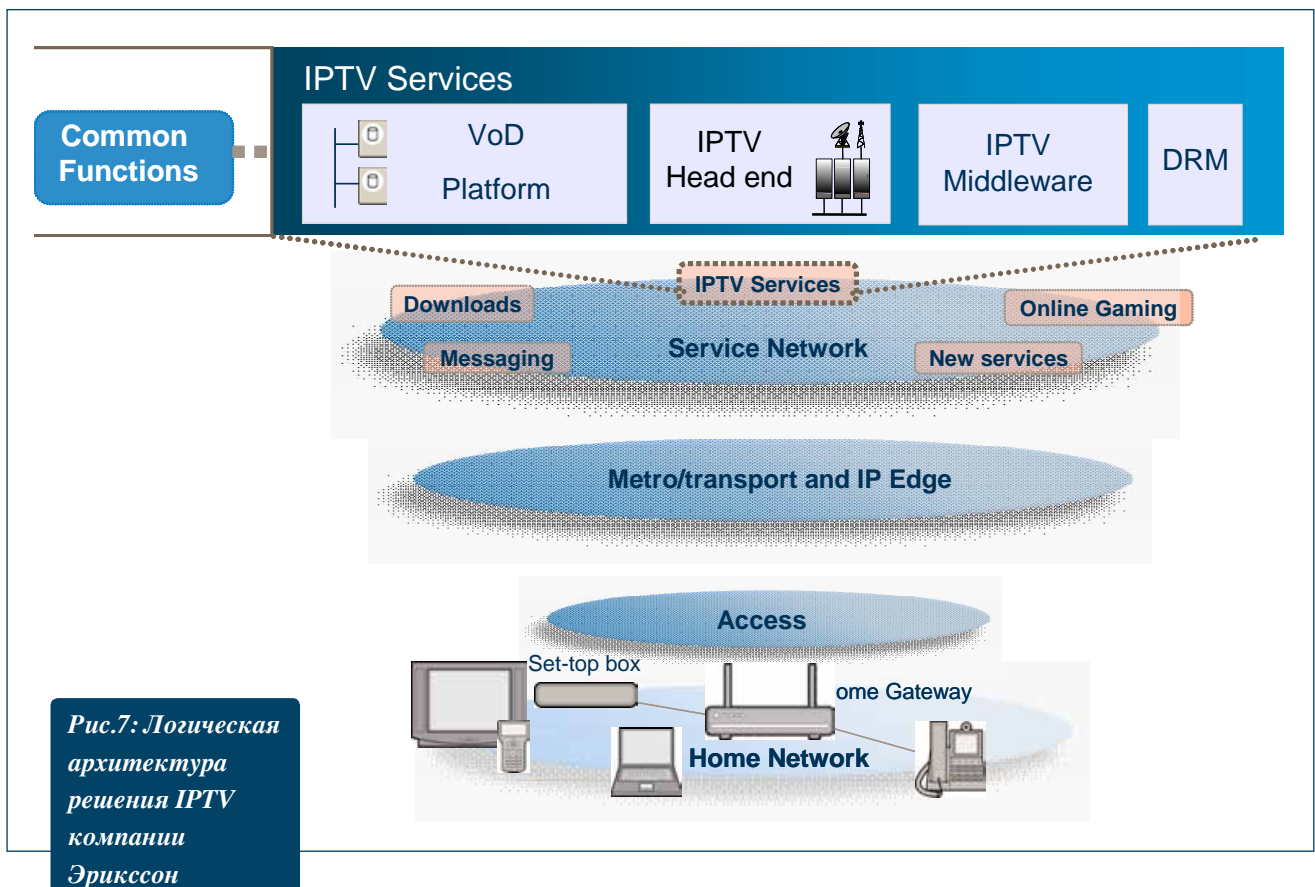 IPTV Services
Common
Functions
VoD
Platform
IPTV
Head end
IPTV
Middleware
DRM
IPTV Services
Downloads
Online Gaming
Service Network
Messaging
New services
Metro/transport and IP Edge
Access
Set-top box
ome Gateway
Home Network
Рис.7: Логическая
архитектура
решения IPTV
компании
Эрикссон